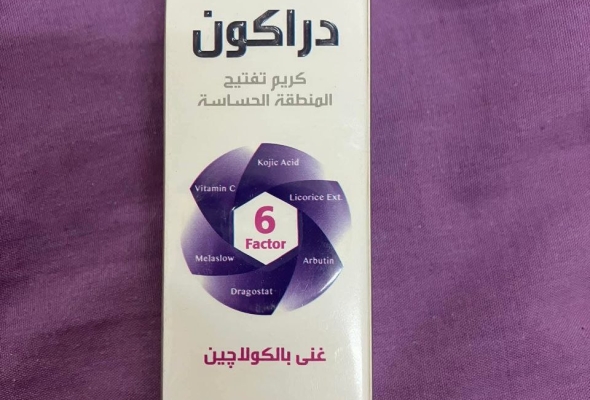 دراكون
كريم تفتيح
المنطقة الحساسة
Kojic Acid
Vitamin C
Licorice Ext.
6
Factor
Melaslow
Arbutin
Dragostat
غنى بالكولاچين